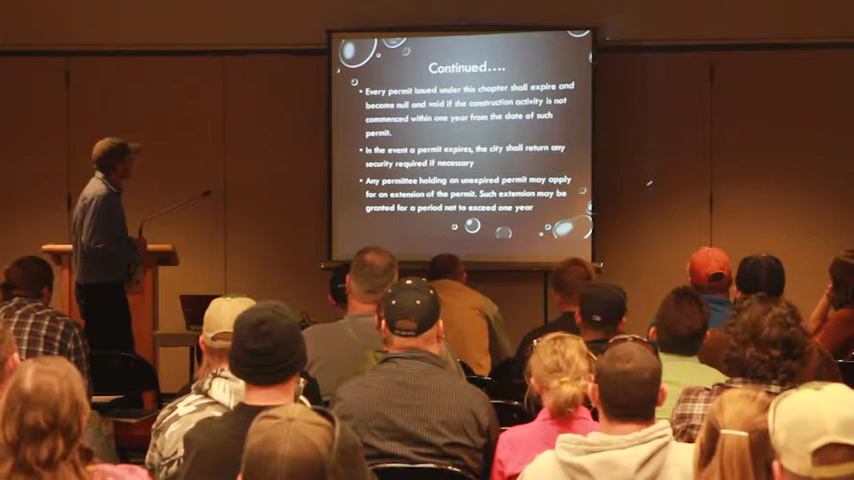 Continued....
• Every permit issued under this chapter shall expire and
become null and void if the construction activity is not
commenced within one year from the date of such
permit.
• In the event a permit expires, the city shall return any
security required if necessary
• Any permittee holding an unexpired permit may apply
for an extension of the permit. Such extension may be
granted for a period not to exceed one year